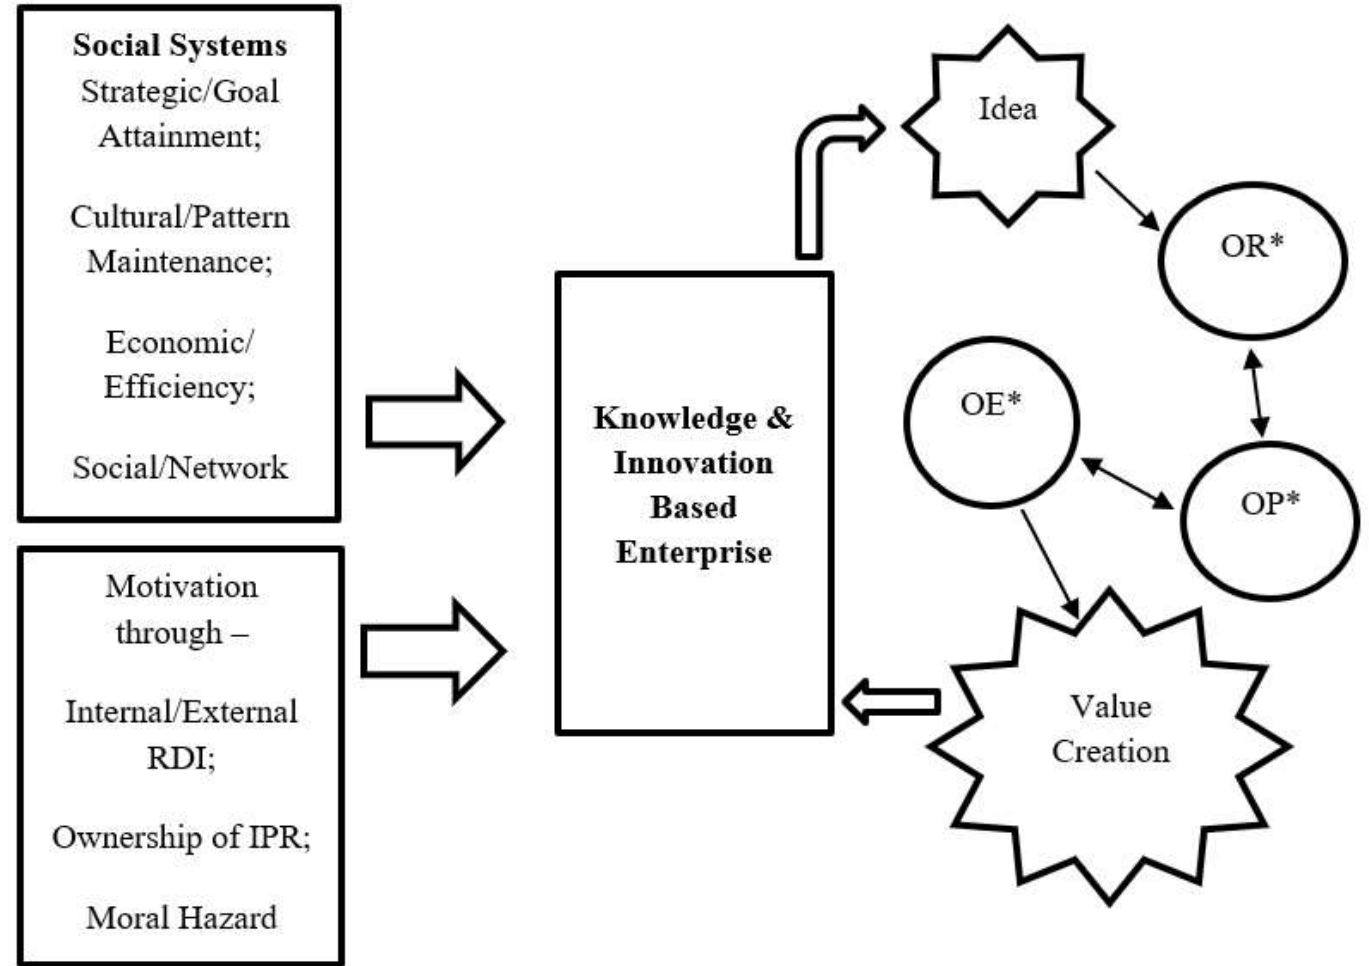 Social Systems
Strategic/Goal
Attainment;
Cultural/Pattern
Maintenance;
Economic/
Efficiency;
Social/Network
Motivation
through –
Internal/External
RDI;
Ownership of IPR;
Moral Hazard
Knowledge &
Innovation
Based
Enterprise
Idea
OR*
OE*
OP*
Value
Creation